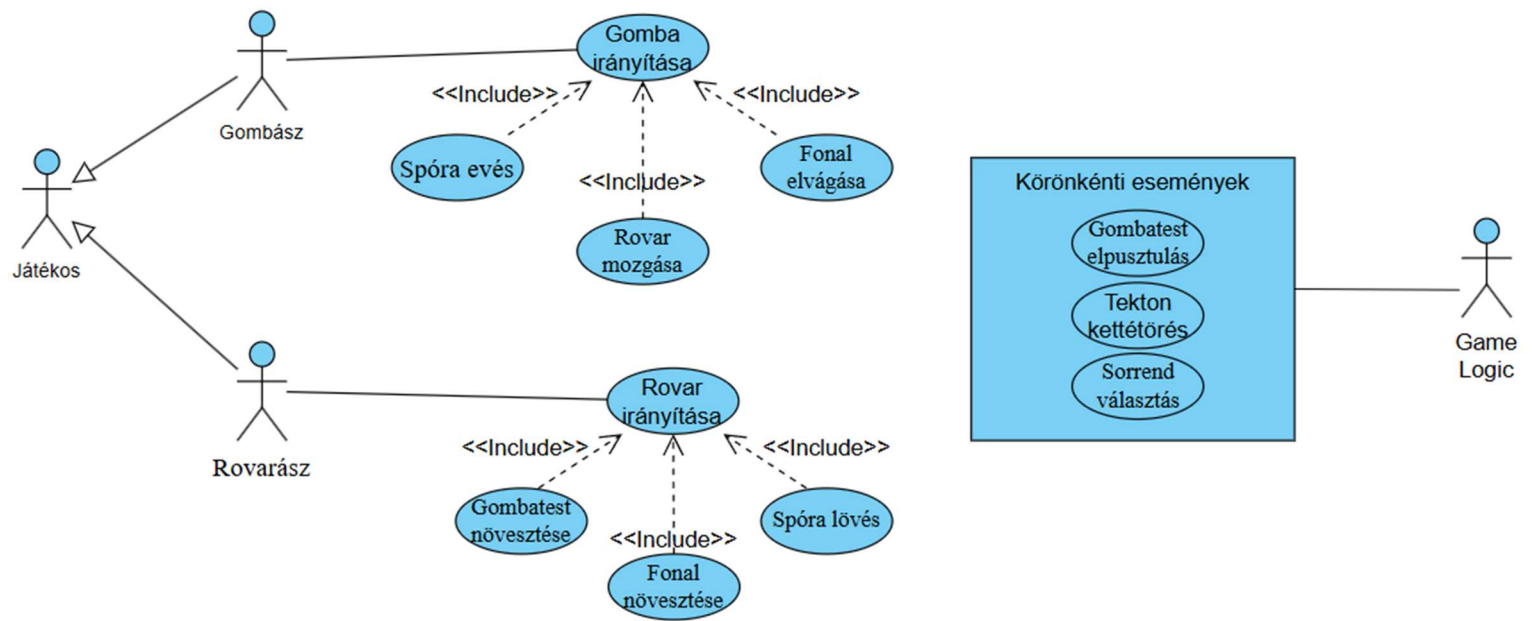 Gombász
Játékos
Rovarász
Gomba
irányítása
<<Include>>
<<Include>>
<<Include>>
Spóra evés
Rovar
mozgása
Fonal
elvágása
Rovar
irányítása
<<Include>>
<<Include>>
<<Include>>
Gombatest
növesztése
Fonal
növesztése
Spóra lövés
Körönkénti események
Gombatest
elpusztulás
Tekton
kettétörés
Sorrend
választás
Game
Logic